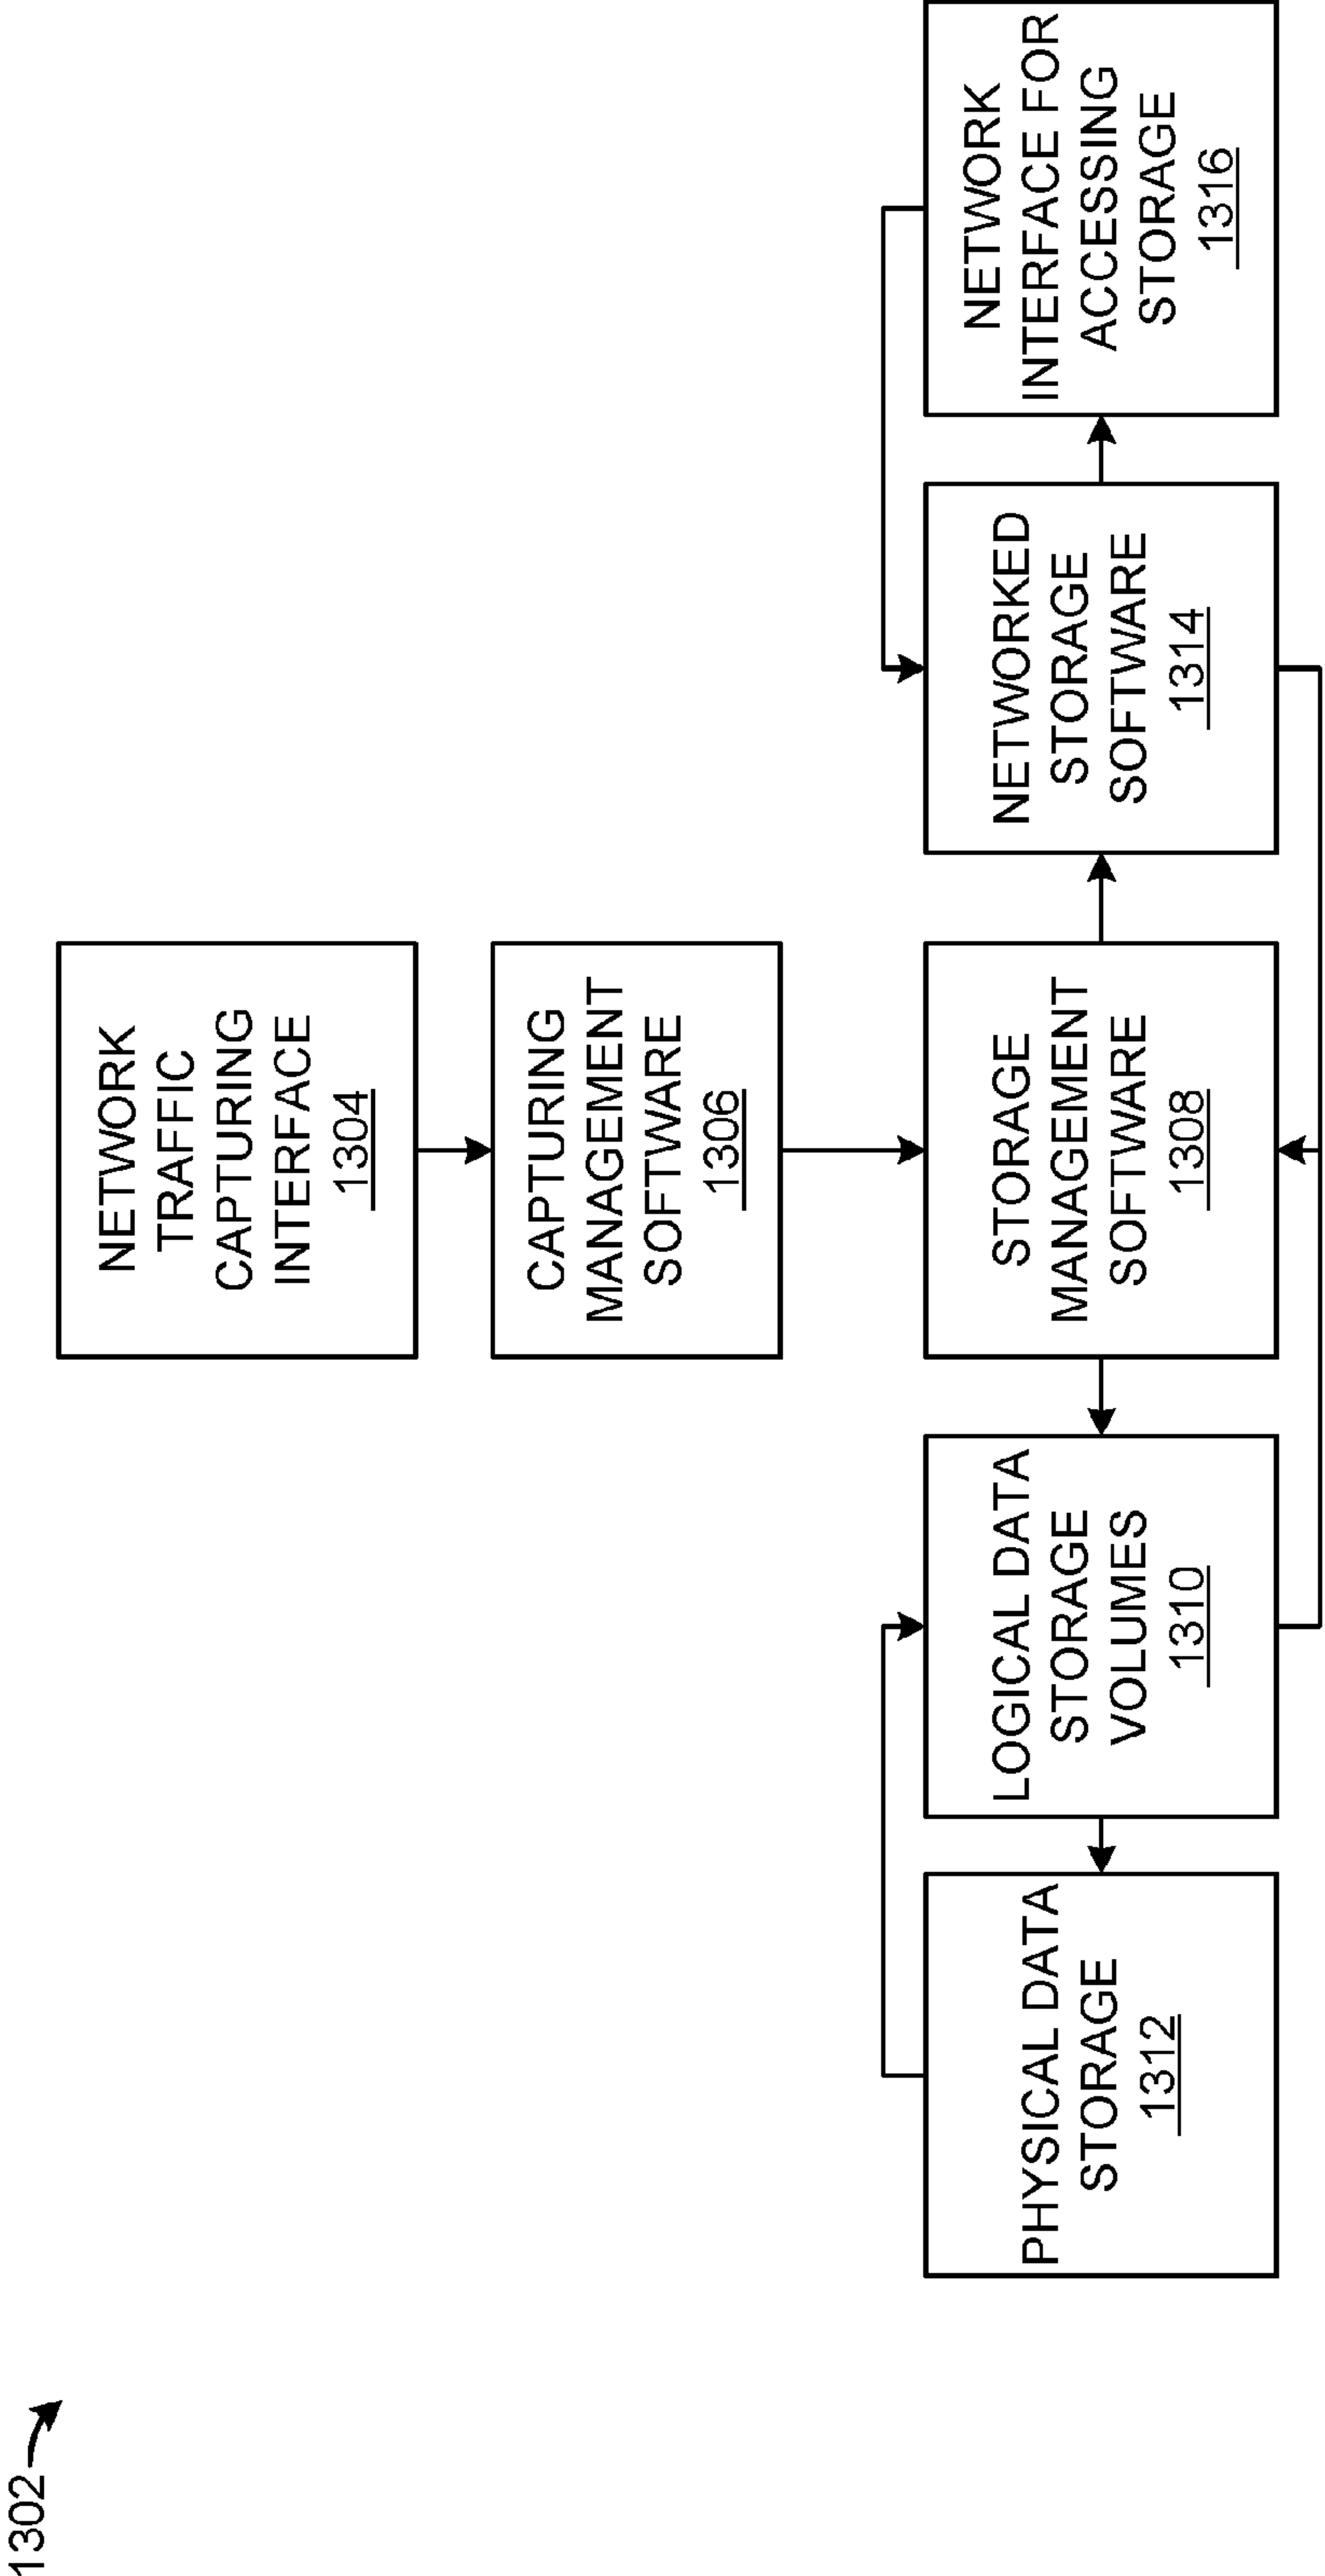 1302
NETWORK
TRAFFIC
CAPTURING
INTERFACE
1304
CAPTURING
MANAGEMENT
SOFTWARE
1306
PHYSICAL DATA
STORAGE
1312
LOGICAL DATA
STORAGE
VOLUMES
1310
STORAGE
MANAGEMENT
SOFTWARE
1308
NETWORKED
STORAGE
SOFTWARE
1314
NETWORK
INTERFACE FOR
ACCESSING
STORAGE
1316